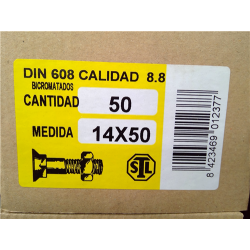 DIN 608 CALIDAD 8.8
BICROMATADOS
CANTIDAD 50
MEDIDA 14X50
STL
8 423469 012377